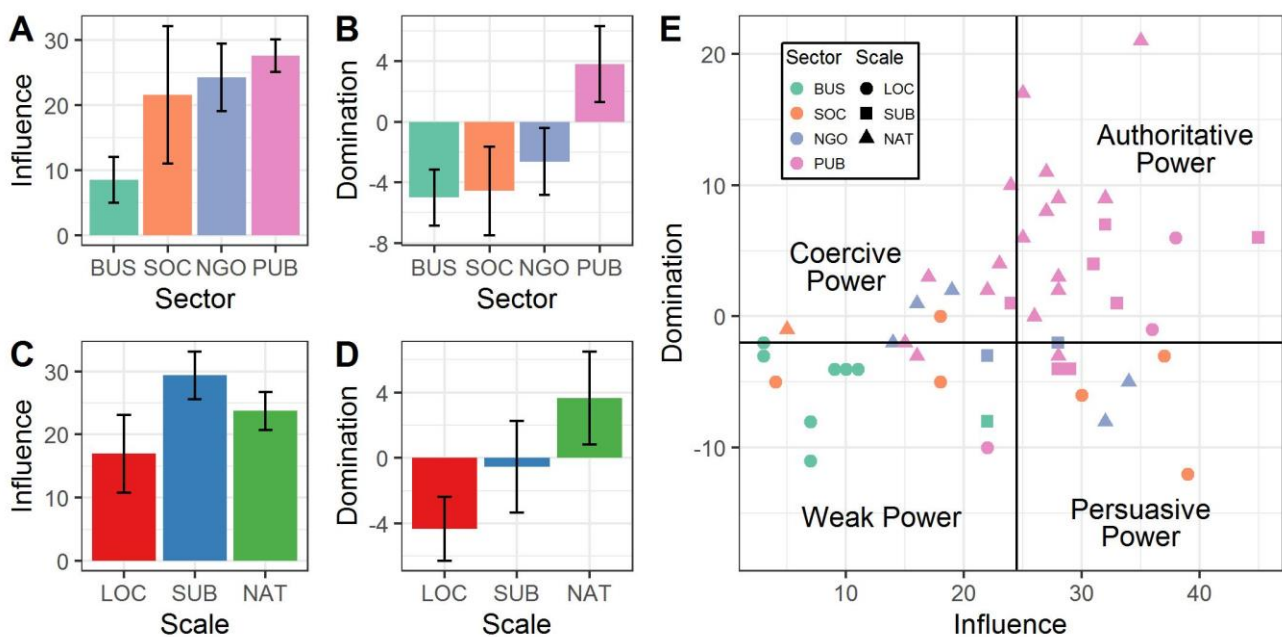 A
Influence
30
20
10
0
BUS SOC NGO PUB
Sector
B
Domination
4
0
-4
-8
BUS SOC NGO PUB
Sector
C
Influence
30
20
10
0
LOC SUB NAT
Scale
D
Domination
4
0
-4
LOC SUB NAT
Scale
E
Domination
20
10
0
-10
Sector Scale
BUS LOC
SOC SUB
NGO NAT
PUB
Authoritative
Power
Coercive
Power
Weak Power
Persuasive
Power
10 20 30 40
Influence